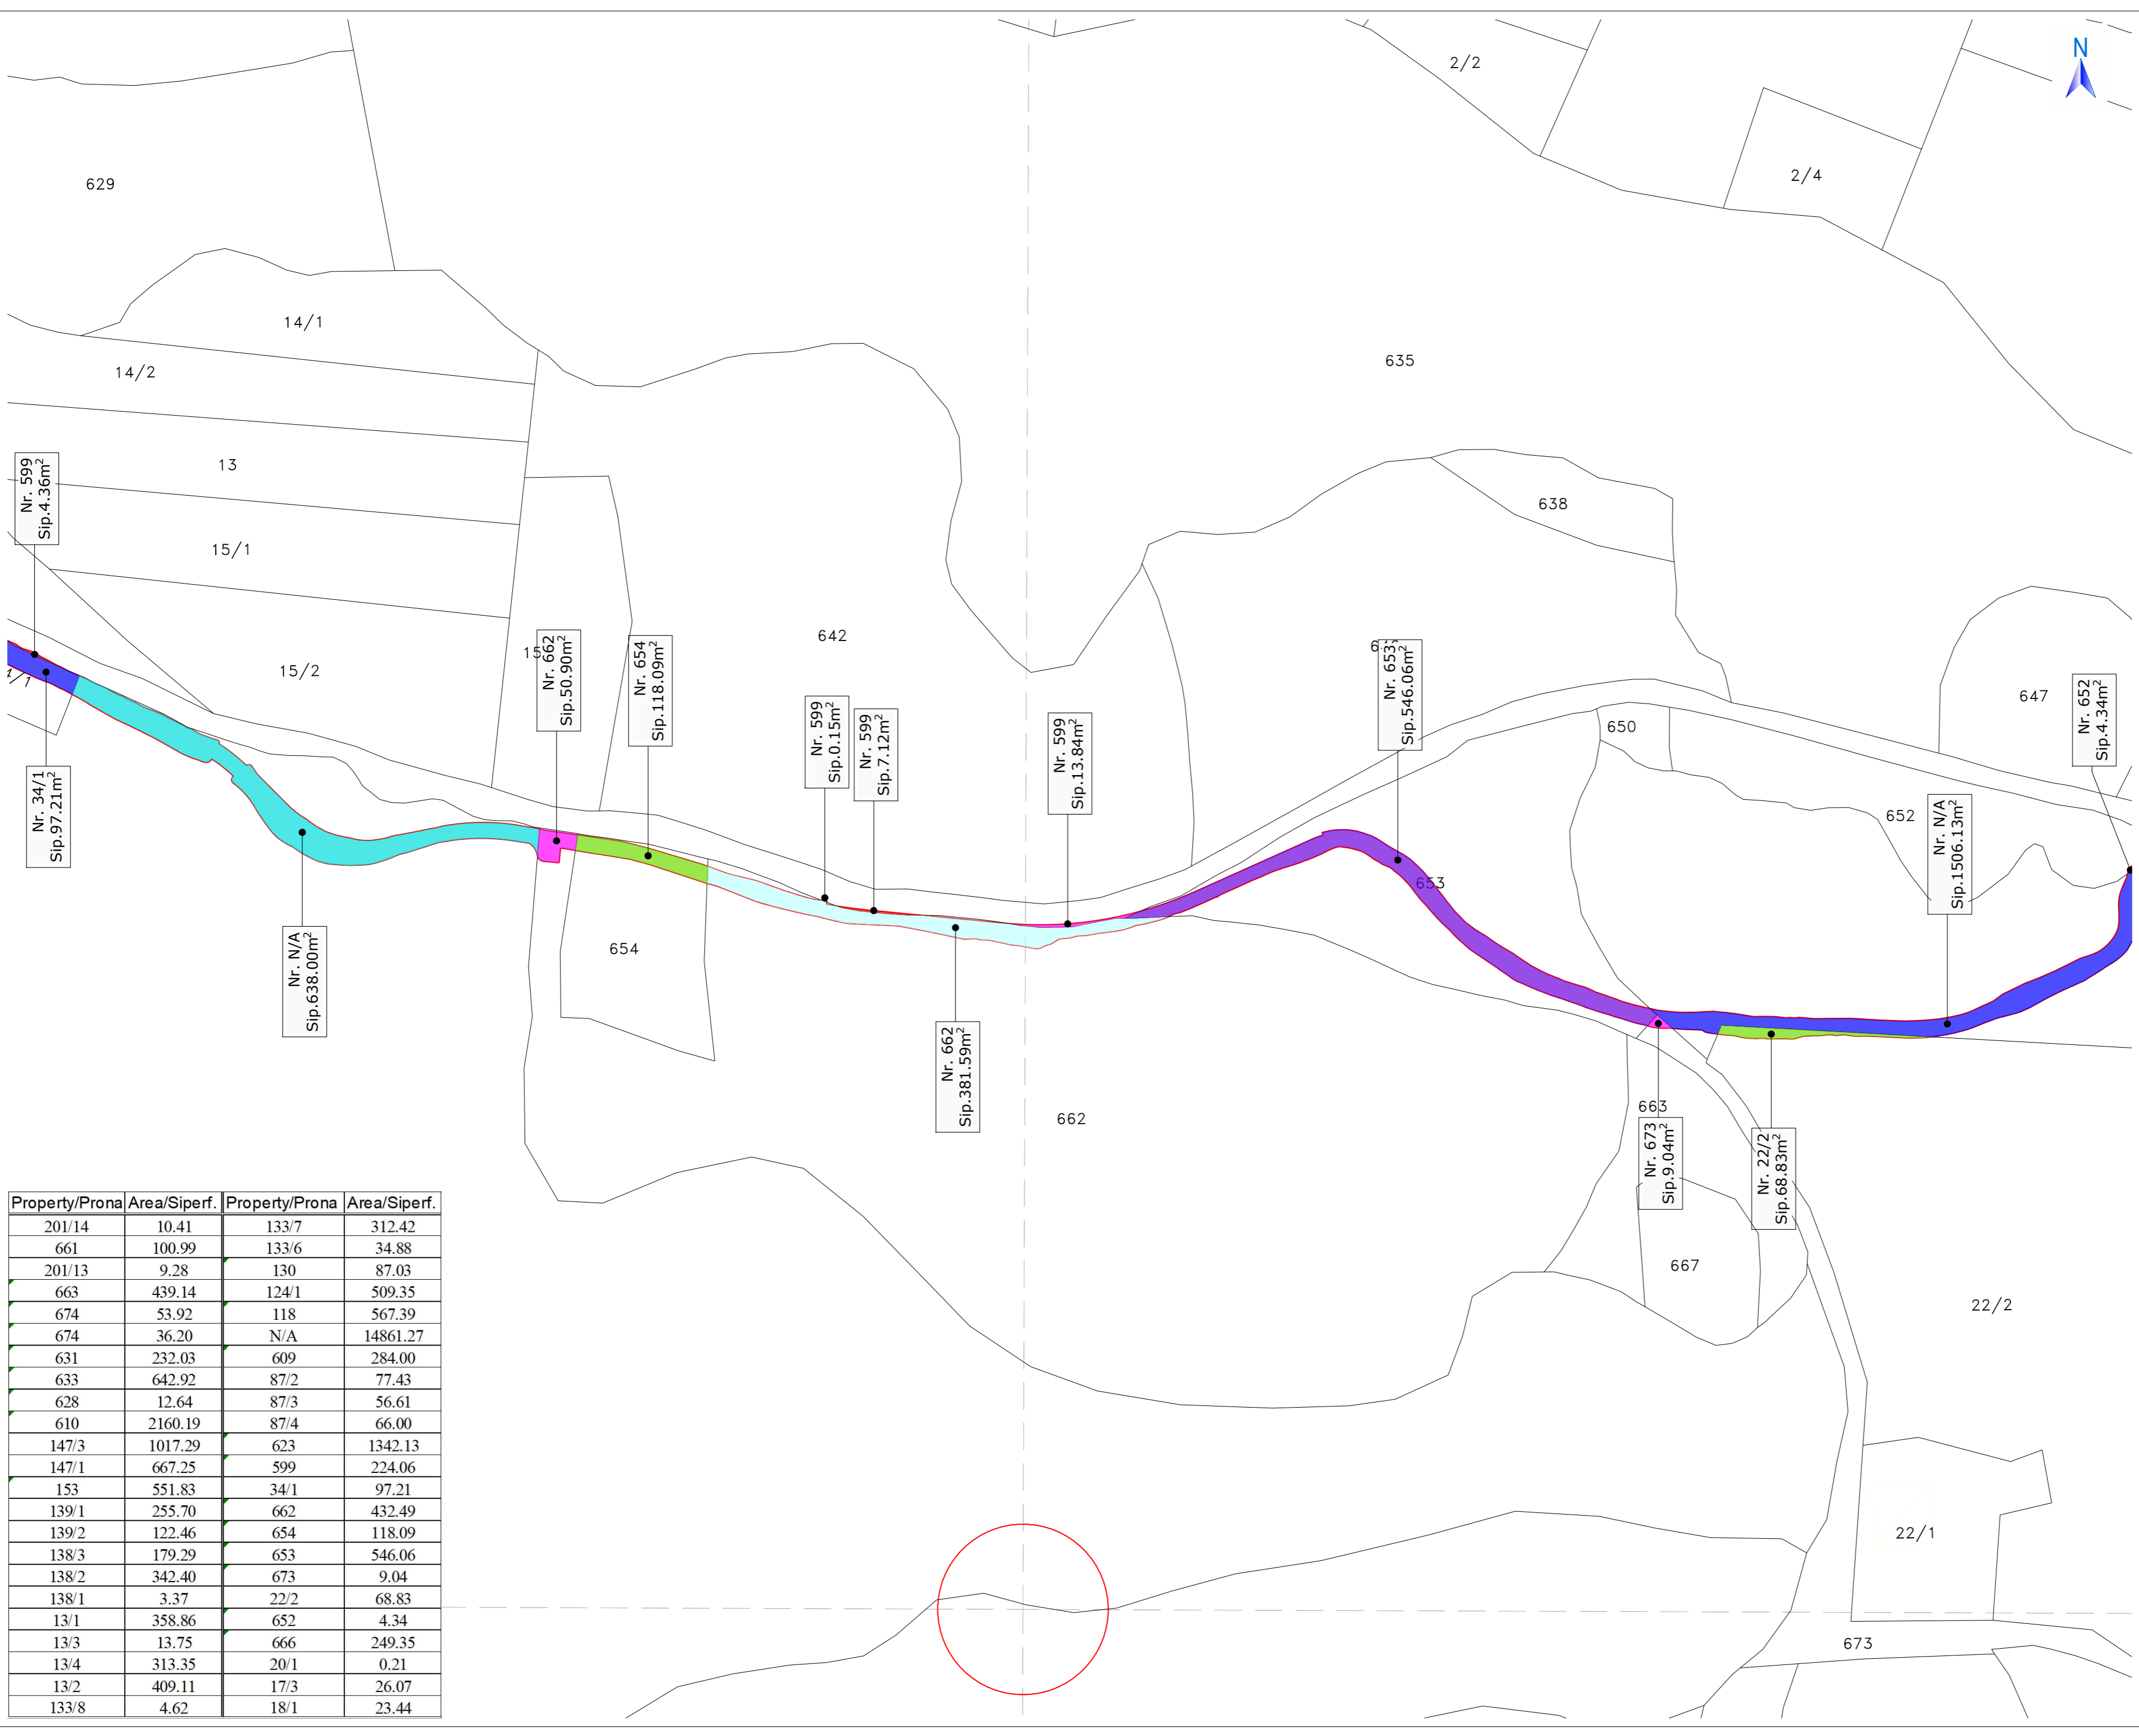 N
2/2
2/4
629
14/1
635
14/2
13
638
Nr. 599
Sip.4.36m²
15/1
642
15/2
Nr. 662
Sip.50.90m²
Nr. 654
Sip.118.09m²
Nr. 653
Sip.546.06m²
647
Nr. 652
Sip.4.34m²
650
Nr. 599
Sip.0.15m²
Nr. 599
Sip.7.12m²
Nr. 599
Sip.13.84m²
Nr. 34/1
Sip.97.21m²
652
Nr. N/A
Sip.1506.13m²
653
654
Nr. N/A
Sip.638.00m²
Nr. 662
Sip.381.59m²
662
663
Nr. 673
Sip.9.04m²
Nr. 22/2
Sip.68.83m²
667
22/2
22/1
673
Property/Prona Area/Siperf. Property/Prona Area/Siperf.
201/14 10.41 133/7 312.42
661 100.99 133/6 34.88
201/13 9.28 130 87.03
663 439.14 124/1 509.35
674 53.92 118 567.39
674 36.20 N/A 14861.27
631 232.03 609 284.00
633 642.92 87/2 77.43
628 12.64 87/3 56.61
610 2160.19 87/4 66.00
147/3 1017.29 623 1342.13
147/1 667.25 599 224.06
153 551.83 34/1 97.21
139/1 255.70 662 432.49
139/2 122.46 654 118.09
138/3 179.29 653 546.06
138/2 342.40 673 9.04
138/1 3.37 22/2 68.83
13/1 358.86 652 4.34
13/3 13.75 666 249.35
13/4 313.35 20/1 0.21
13/2 409.11 17/3 26.07
133/8 4.62 18/1 23.44